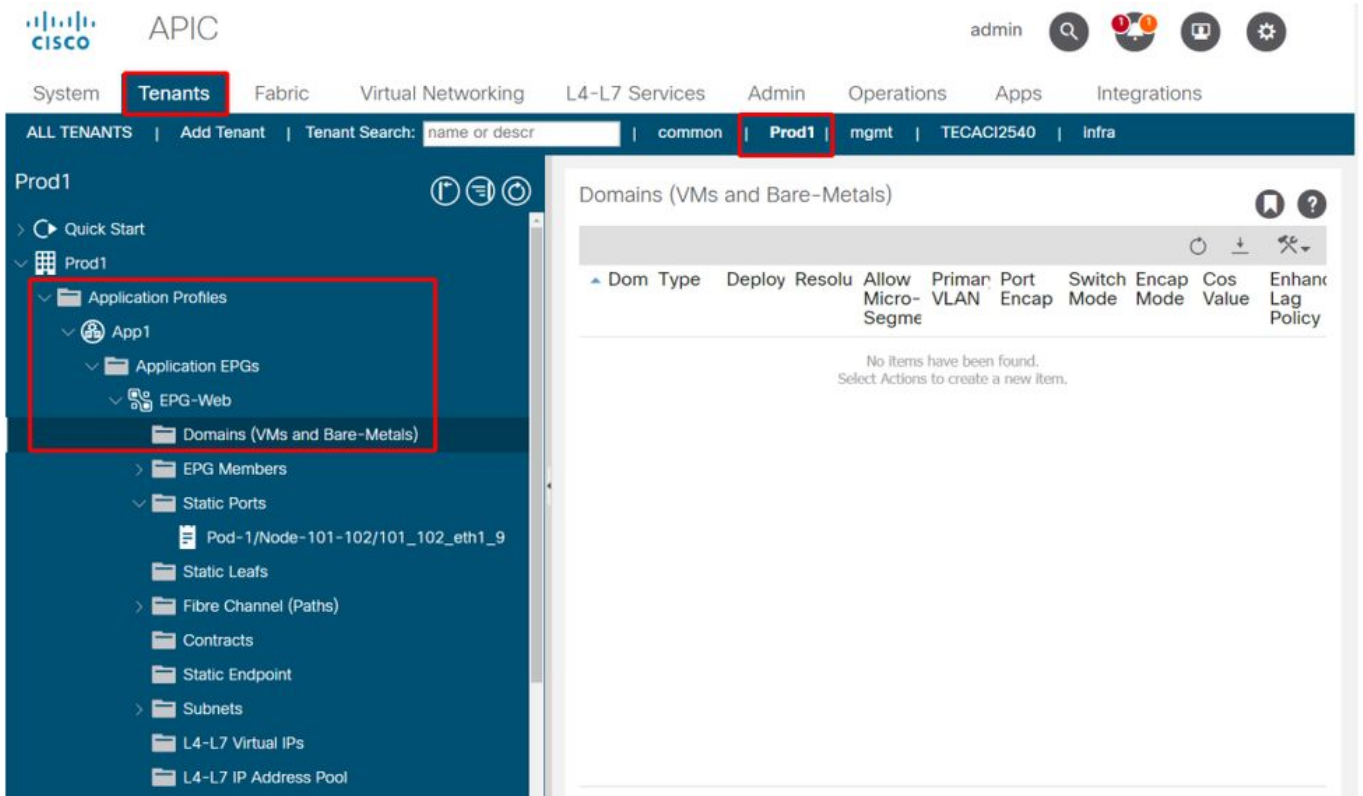 CISCO APIC admin 1 1
System Tenants Fabric Virtual Networking L4-L7 Services Admin Operations Apps Integrations
ALL TENANTS | Add Tenant | Tenant Search: name or descr | common | Prod1 | mgmt | TECACI2540 | infra
Prod1
Quick Start
Prod1
Application Profiles
App1
Application EPGs
EPG-Web
Domains (VMs and Bare-Metals)
EPG Members
Static Ports
Pod-1/Node-101-102/101_102_eth1_9
Static Leafs
Fibre Channel (Paths)
Contracts
Static Endpoint
Subnets
L4-L7 Virtual IPs
L4-L7 IP Address Pool
Domains (VMs and Bare-Metals)
?
Dom Type Deploy Resolu Allow Primar Port Switch Encap Cos Enhanc
Micro- VLAN Encap Mode Mode Value Lag
Segme Policy
No items have been found.
Select Actions to create a new item.